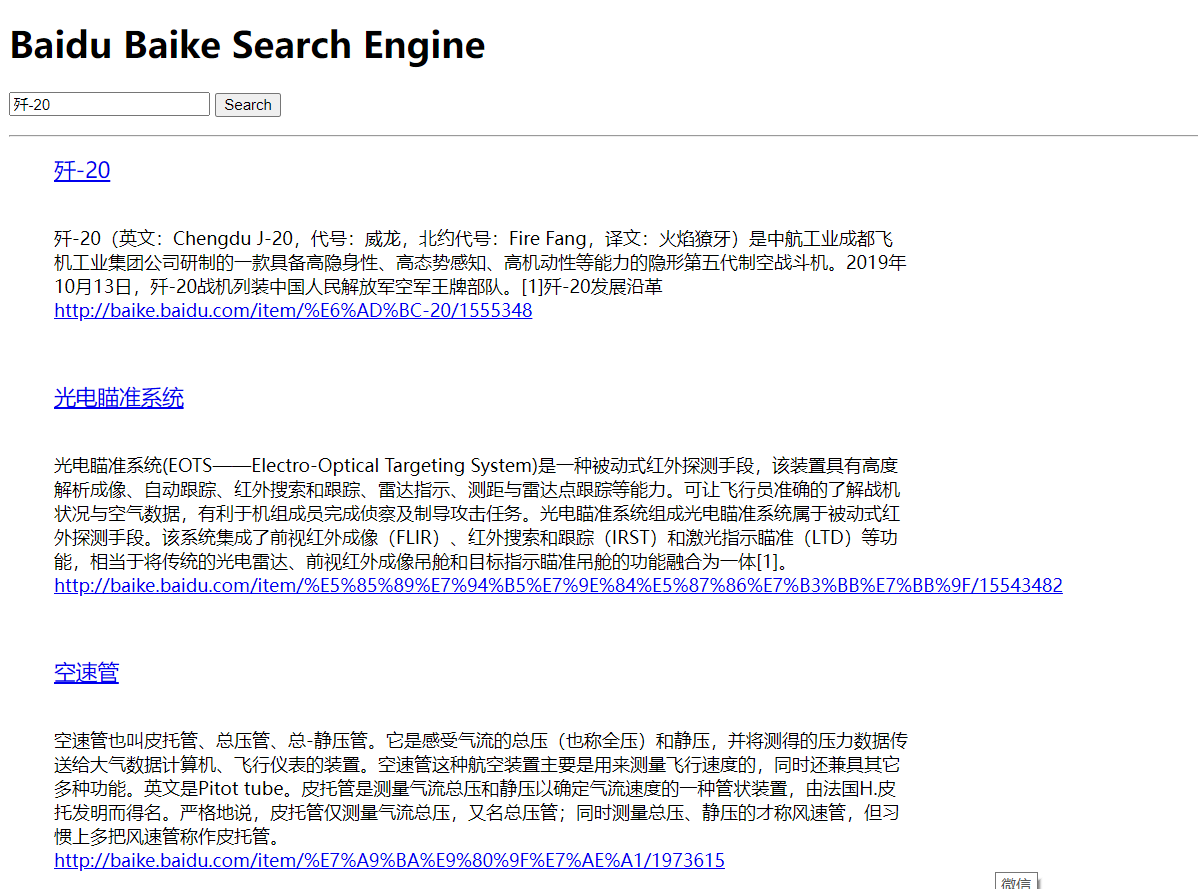 Baidu Baike Search Engine
歼-20 Search
歼-20
歼-20（英文：Chengdu J-20，代号：威龙，北约代号：Fire Fang，译文：火焰獠牙）是中航工业成都飞
机工业集团公司研制的一款具备高隐身性、高态势感知、高机动性等能力的隐形第五代制空战斗机。2019年
10月13日，歼-20战机列装中国人民解放军空军王牌部队。[1]歼-20发展沿革
http://baike.baidu.com/item/%E6%AD%BC-20/1555348
光电瞄准系统
光电瞄准系统(EOTS——Electro-Optical Targeting System)是一种被动式红外探测手段，该装置具有高度
解析成像、自动跟踪、红外搜索和跟踪、雷达指示、测距与雷达点跟踪等能力。可让飞行员准确的了解战机
状况与空气数据，有利于机组成员完成侦察及制导攻击任务。光电瞄准系统组成光电瞄准系统属于被动式红
外探测手段。该系统集成了前视红外成像（FLIR）、红外搜索和跟踪（IRST）和激光指示瞄准（LTD）等功
能，相当于将传统的光电雷达、前视红外成像吊舱和目标指示瞄准吊舱的功能融合为一体[1]。
http://baike.baidu.com/item/%E5%85%89%E7%94%B5%E7%9E%84%E5%87%86%E7%B3%BB%E7%BB%9F/15543482
空速管
空速管也叫皮托管、总压管、总-静压管。它是感受气流的总压（也称全压）和静压，并将测得的压力数据传
送给大气数据计算机、飞行仪表的装置。空速管这种航空装置主要是用来测量飞行速度的，同时还兼具其它
多种功能。英文是Pitot tube。皮托管是测量气流总压和静压以确定气流速度的一种管状装置，由法国H.皮
托发明而得名。严格地说，皮托管仅测量气流总压，又名总压管；同时测量总压、静压的才称风速管，但习
惯上多把风速管称作皮托管。
http://baike.baidu.com/item/%E7%A9%BA%E9%80%9F%E7%AE%A1/1973615
微信